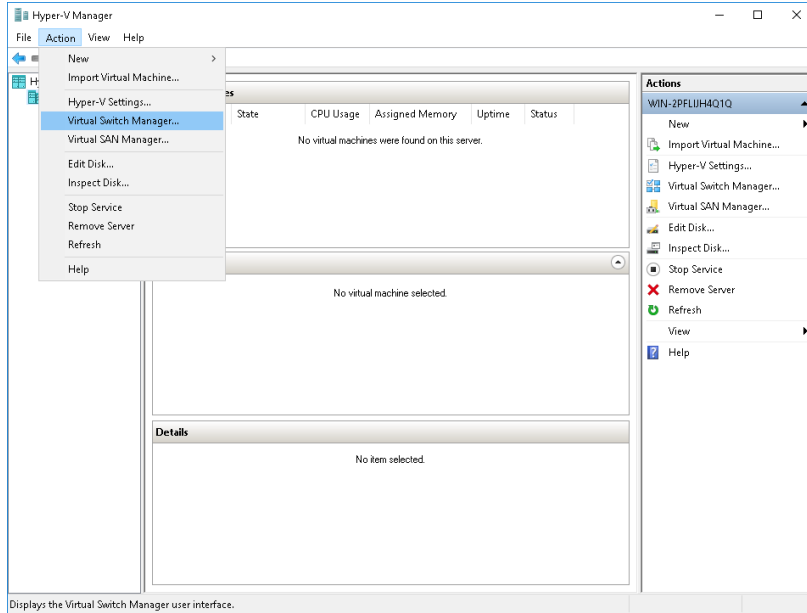 Hyper-V Manager
File Action View Help
New
Import Virtual Machine...
Hyper-V Settings...
Virtual Switch Manager...
Virtual SAN Manager...
Edit Disk...
Inspect Disk...
Stop Service
Remove Server
Refresh
Help
State CPU Usage Assigned Memory Uptime Status
No virtual machines were found on this server.
No virtual machine selected.
Details
No item selected.
Actions
WIN-2PFLIJH4Q1Q
New
Import Virtual Machine...
Hyper-V Settings...
Virtual Switch Manager...
Virtual SAN Manager...
Edit Disk...
Inspect Disk...
Stop Service
Remove Server
Refresh
View
Help
Displays the Virtual Switch Manager user interface.